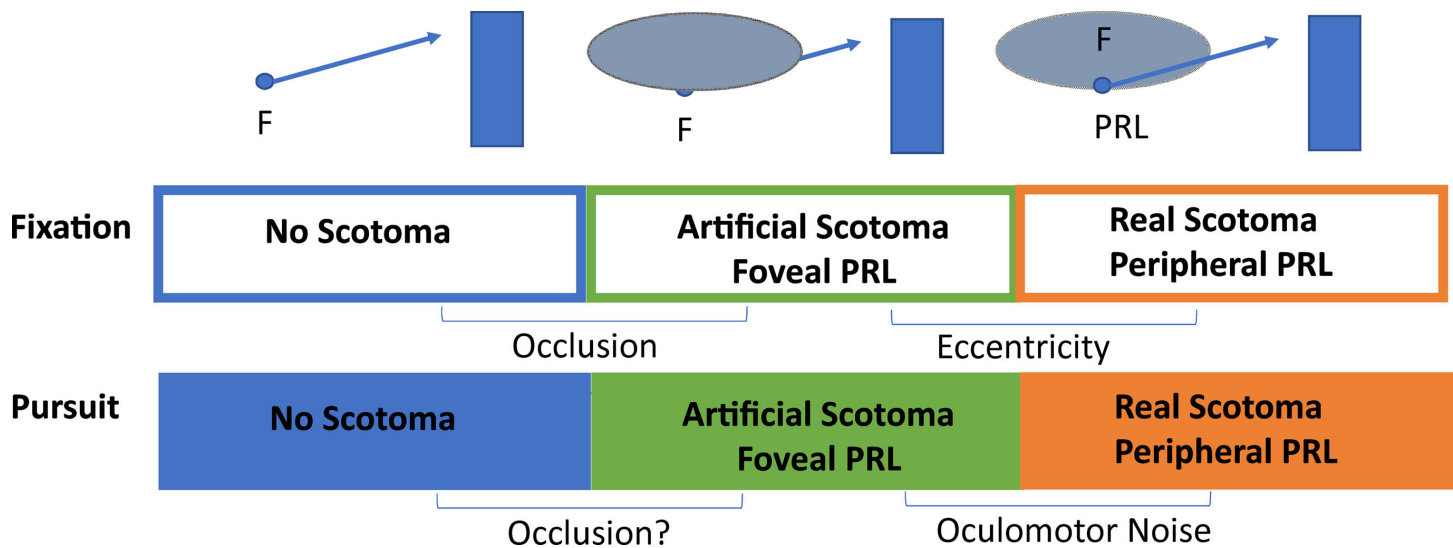 F
F
F
PRL
Fixation
No Scotoma
Artificial Scotoma
Foveal PRL
Real Scotoma
Peripheral PRL
Occlusion
Eccentricity
Pursuit
No Scotoma
Artificial Scotoma
Foveal PRL
Real Scotoma
Peripheral PRL
Occlusion?
Oculomotor Noise